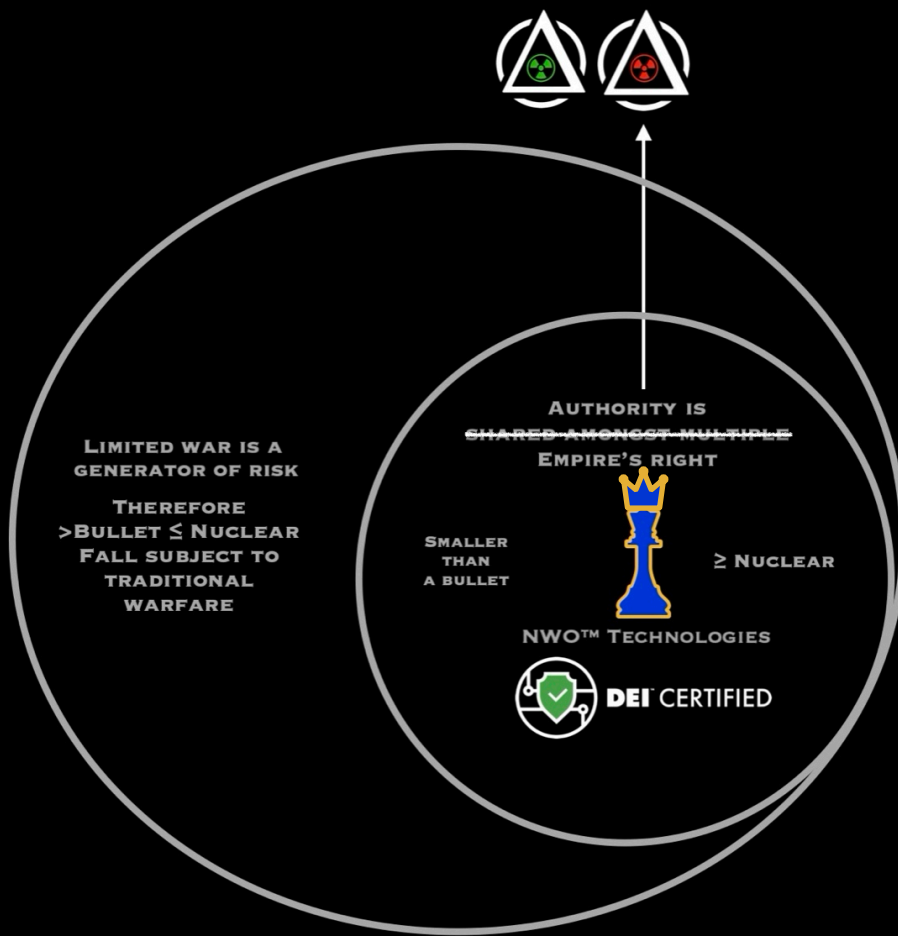 Limited war is a
generator of risk
Therefore
>Bullet ≤ Nuclear
Fall subject to
traditional
warfare
Authority is
shared amongst multiple
Empire's right
Smaller
than
a bullet
≥ Nuclear
NWO™ Technologies
DEI™ CERTIFIED